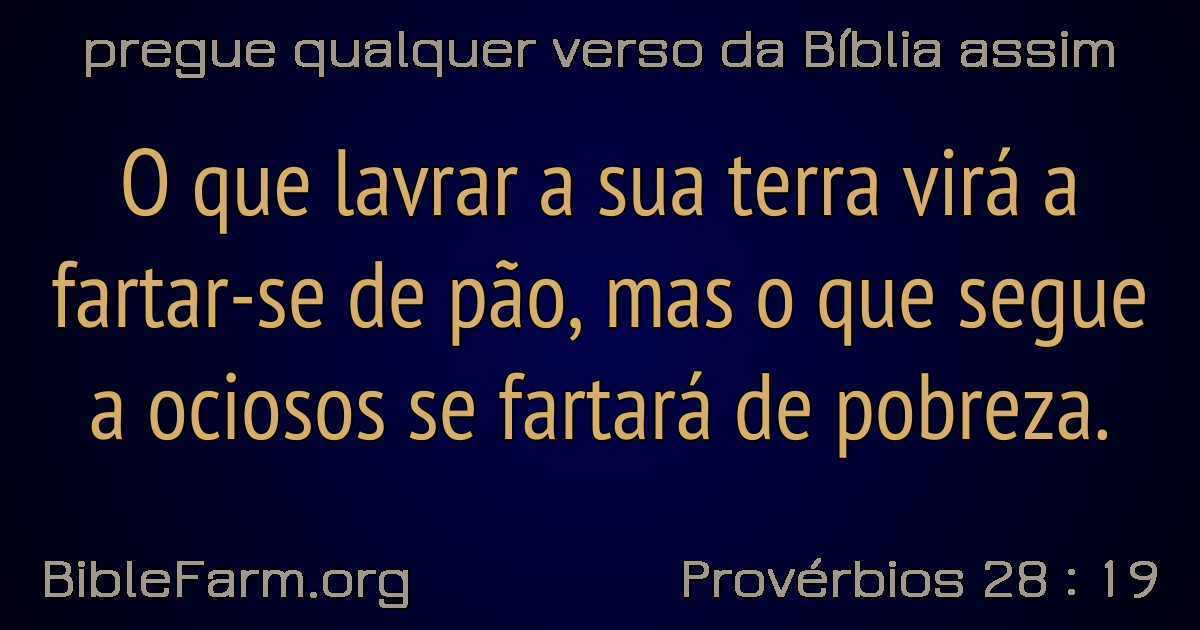 pregue qualquer verso da Bíblia assim
O que lavrar a sua terra virá a
fartar-se de pão, mas o que segue
a ociosos se fartará de pobreza.
BibleFarm.org
Provérbios 28 : 19